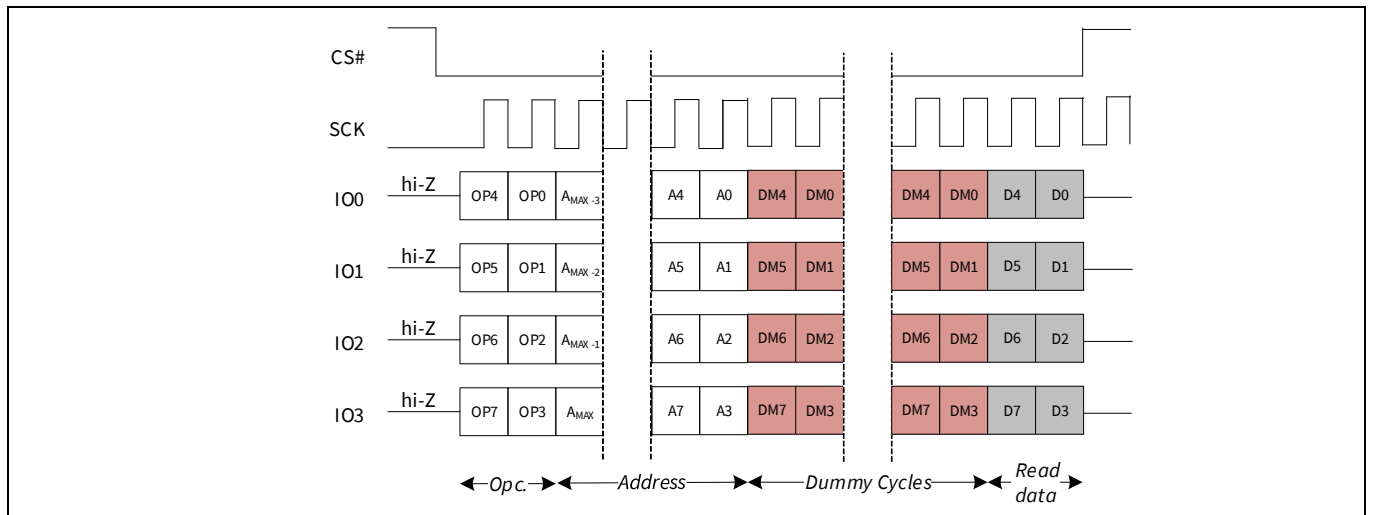 CS#
SCK
IO0 hi-Z OP4 OP0 AMAX -3 A4 A0 DM4 DM0 DM4 DM0 D4 D0
IO1 hi-Z OP5 OP1 AMAX -2 A5 A1 DM5 DM1 DM5 DM1 D5 D1
IO2 hi-Z OP6 OP2 AMAX -1 A6 A2 DM6 DM2 DM6 DM2 D6 D2
IO3 hi-Z OP7 OP3 AMAX A7 A3 DM7 DM3 DM7 DM3 D7 D3
Opc. Address Dummy Cycles Read
data